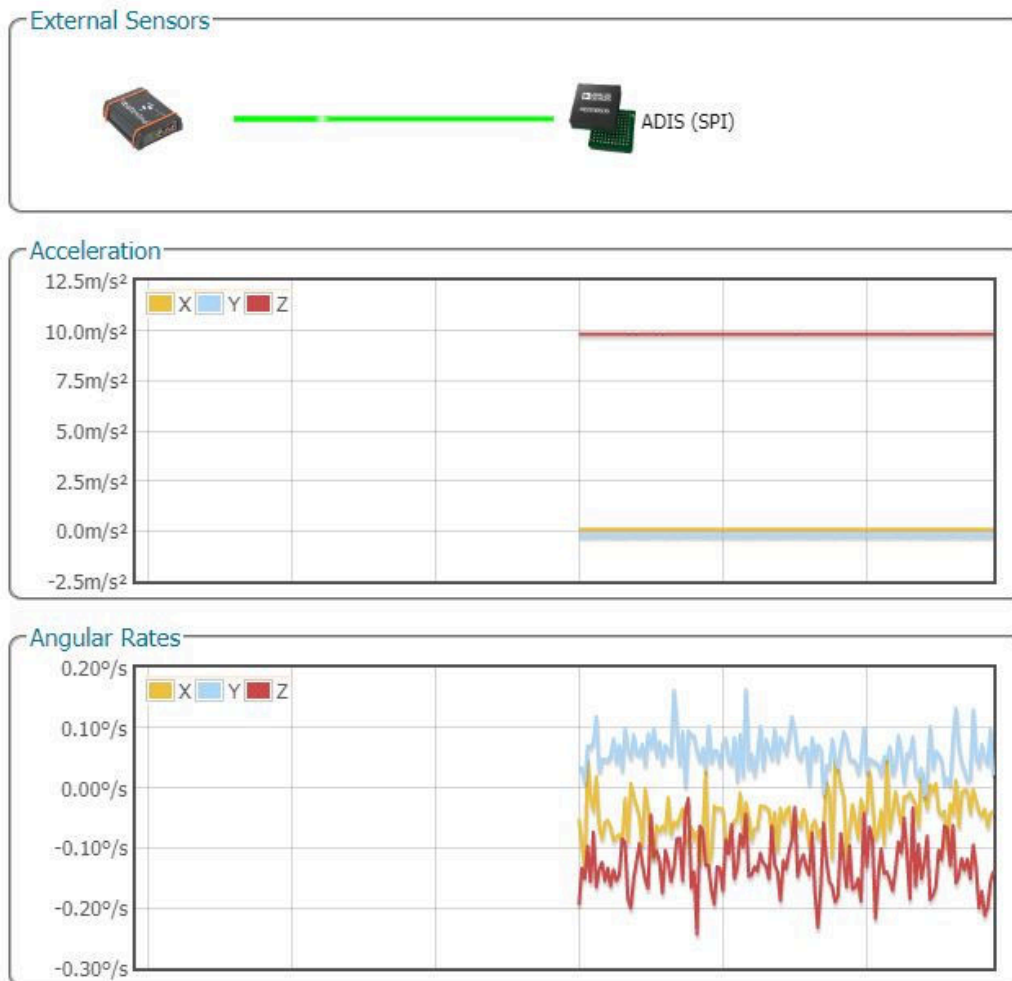 External Sensors
ADIS (SPI)
Acceleration
12.5m/s²
X Y Z
10.0m/s²
7.5m/s²
5.0m/s²
2.5m/s²
0.0m/s²
-2.5m/s²
Angular Rates
0.20°/s
X Y Z
0.10°/s
0.00°/s
-0.10°/s
-0.20°/s
-0.30°/s